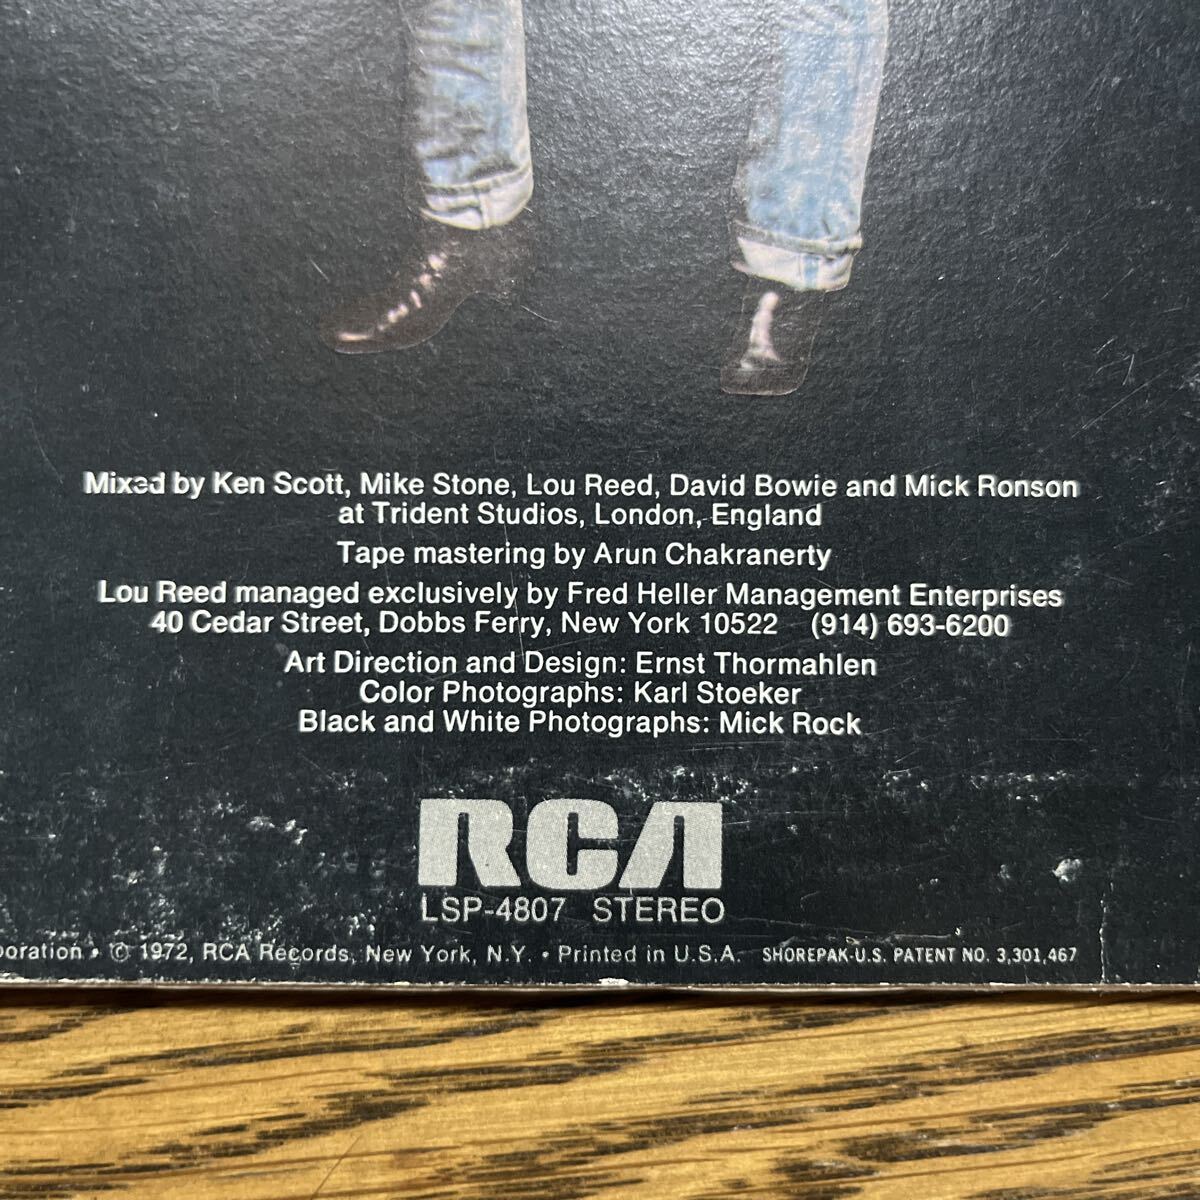 Mixed by Ken Scott, Mike Stone, Lou Reed, David Bowie and Mick Ronson
at Trident Studios, London, England
Tape mastering by Arun Chakranerty
Lou Reed managed exclusively by Fred Heller Management Enterprises
40 Cedar Street, Dobbs Ferry, New York 10522 (914) 693-6200
Art Direction and Design: Ernst Thormahlen
Color Photographs: Karl Stoeker
Black and White Photographs: Mick Rock
RCA
LSP-4807 STEREO
poration • © 1972, RCA Records, New York, N.Y. • Printed in U.S.A. SHOREPAK-U.S. PATENT NO. 3,301,467